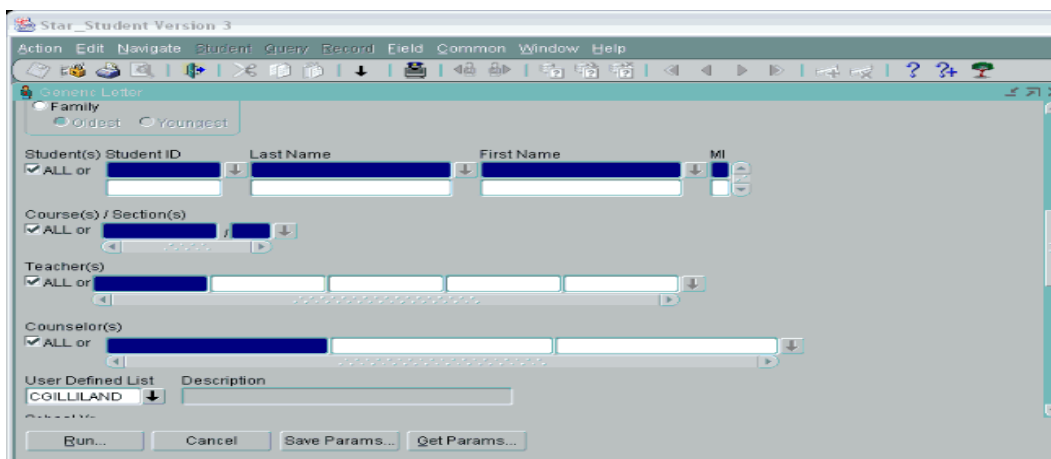 Star_Student Version 3
Action Edit Navigate Student Query Record Field Common Window Help
Generic Letter
Family
Oldest Youngest
Student(s) Student ID Last Name First Name MI
ALL or
Course(s) / Section(s)
ALL or /
Teacher(s)
ALL or
Counselor(s)
ALL or
User Defined List Description
CGILLILAND
Run... Cancel Save Params... Get Params...